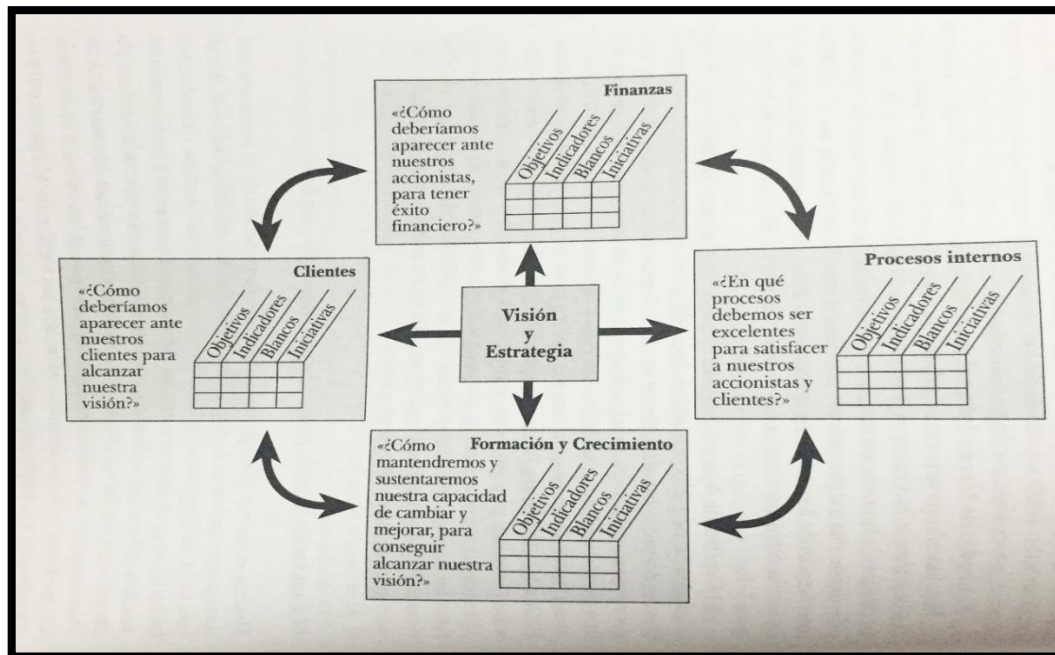 Finanzas
«¿Cómo
deberíamos
aparecer ante
nuestros
accionistas,
para tener
éxito
financiero?»
Objetivos
Indicadores
Blancos
Iniciativas
Clientes
«¿Cómo
deberíamos
aparecer ante
nuestros
clientes para
alcanzar
nuestra
visión?»
Objetivos
Indicadores
Blancos
Iniciativas
Visión
y
Estrategia
Procesos internos
«¿En qué
procesos
debemos ser
excelentes
para satisfacer
a nuestros
accionistas y
clientes?»
Objetivos
Indicadores
Blancos
Iniciativas
Formación y Crecimiento
«¿Cómo
mantendremos y
sustentaremos
nuestra capacidad
de cambiar y
mejorar, para
conseguir
alcanzar nuestra
visión?»
Objetivos
Indicadores
Blancos
Iniciativas